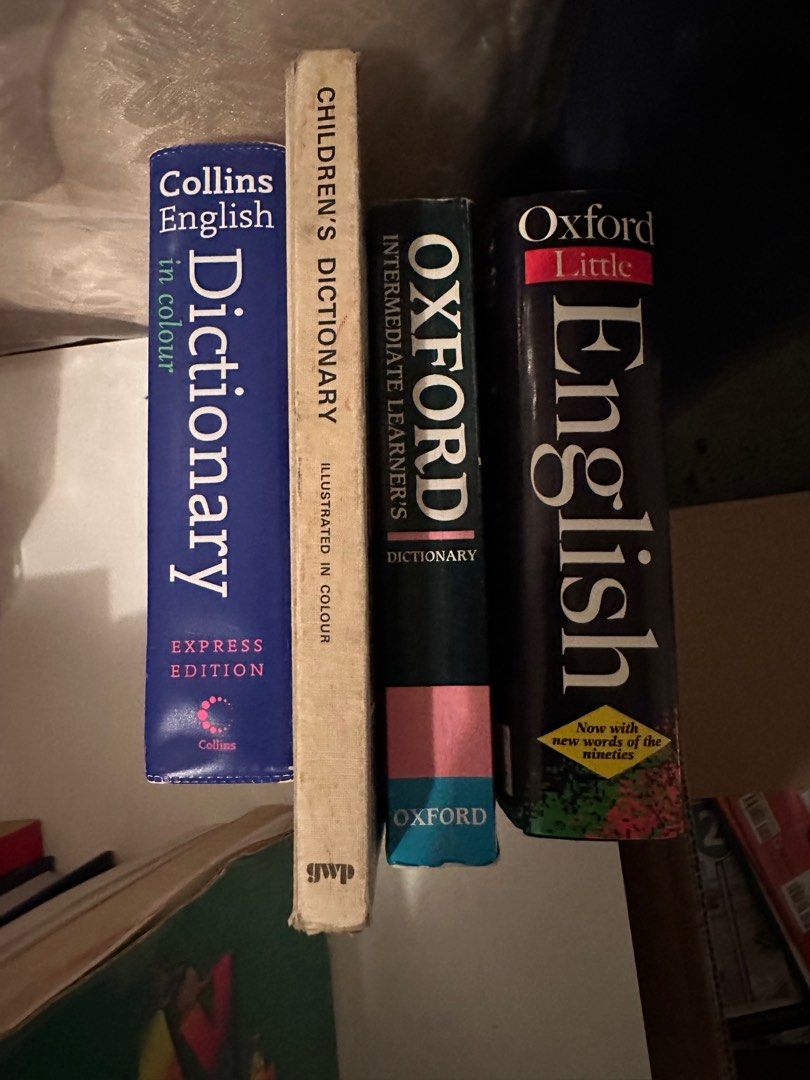 Collins
English
Dictionary
in colour
EXPRESS
EDITION
Collins
CHILDREN'S DICTIONARY
ILLUSTRATED IN COLOUR
gwp
OXFORD
INTERMEDIATE LEARNER'S
DICTIONARY
OXFORD
Oxford
Little
English
Now with
new words of the
nineties
2